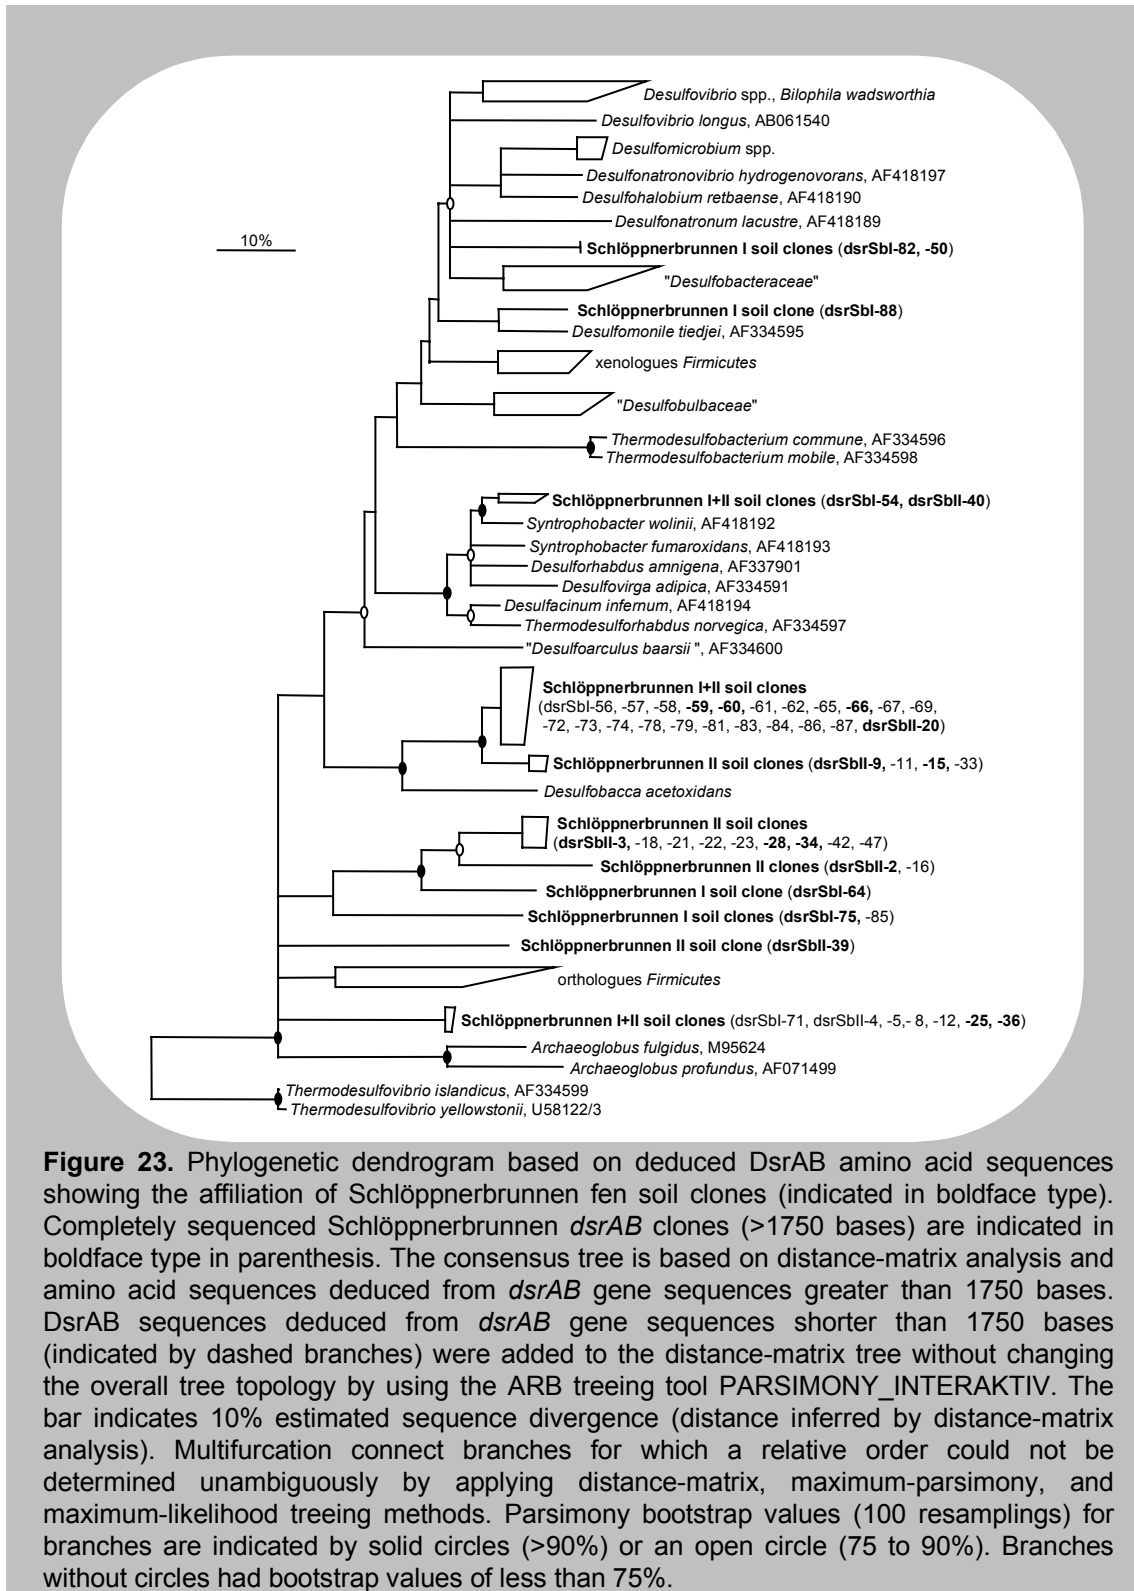 Desulfovibrio spp., Bilophila wadsworthia
Desulfovibrio longus, AB061540
Desulfomicrobium spp.
Desulfonatronovibrio hydrogenovorans, AF418197
Desulfohalobium retbaense, AF418190
Desulfonatronum lacustre, AF418189
10%
Schlöppnerbrunnen I soil clones (dsrSbI-82, -50)
"Desulfobacteraceae"
Schlöppnerbrunnen I soil clone (dsrSbI-88)
Desulfomonile tiedjei, AF334595
xenologues Firmicutes
"Desulfobulbaceae"
Thermodesulfobacterium commune, AF334596
Thermodesulfobacterium mobile, AF334598
Schlöppnerbrunnen I+II soil clones (dsrSbI-54, dsrSbII-40)
Syntrophobacter wolinii, AF418192
Syntrophobacter fumaroxidans, AF418193
Desulforhabdus amnigena, AF337901
Desulfovirga adipica, AF334591
Desulfacinum infernum, AF418194
Thermodesulforhabdus norvegica, AF334597
"Desulfoarculus baarsii ", AF334600
Schlöppnerbrunnen I+II soil clones
(dsrSbI-56, -57, -58, -59, -60, -61, -62, -65, -66, -67, -69,
-72, -73, -74, -78, -79, -81, -83, -84, -86, -87, dsrSbII-20)
Schlöppnerbrunnen II soil clones (dsrSbII-9, -11, -15, -33)
Desulfobacca acetoxidans
Schlöppnerbrunnen II soil clones
(dsrSbII-3, -18, -21, -22, -23, -28, -34, -42, -47)
Schlöppnerbrunnen II clones (dsrSbII-2, -16)
Schlöppnerbrunnen I soil clone (dsrSbI-64)
Schlöppnerbrunnen I soil clones (dsrSbI-75, -85)
Schlöppnerbrunnen II soil clone (dsrSbII-39)
orthologues Firmicutes
Schlöppnerbrunnen I+II soil clones (dsrSbI-71, dsrSbII-4, -5,- 8, -12, -25, -36)
Archaeoglobus fulgidus, M95624
Archaeoglobus profundus, AF071499
Thermodesulfovibrio islandicus, AF334599
Thermodesulfovibrio yellowstonii, U58122/3
Figure 23. Phylogenetic dendrogram based on deduced DsrAB amino acid sequences
showing the affiliation of Schlöppnerbrunnen fen soil clones (indicated in boldface type).
Completely sequenced Schlöppnerbrunnen dsrAB clones (>1750 bases) are indicated in
boldface type in parenthesis. The consensus tree is based on distance-matrix analysis and
amino acid sequences deduced from dsrAB gene sequences greater than 1750 bases.
DsrAB sequences deduced from dsrAB gene sequences shorter than 1750 bases
(indicated by dashed branches) were added to the distance-matrix tree without changing
the overall tree topology by using the ARB treeing tool PARSIMONY_INTERAKTIV. The
bar indicates 10% estimated sequence divergence (distance inferred by distance-matrix
analysis). Multifurcation connect branches for which a relative order could not be
determined unambiguously by applying distance-matrix, maximum-parsimony, and
maximum-likelihood treeing methods. Parsimony bootstrap values (100 resamplings) for
branches are indicated by solid circles (>90%) or an open circle (75 to 90%). Branches
without circles had bootstrap values of less than 75%.